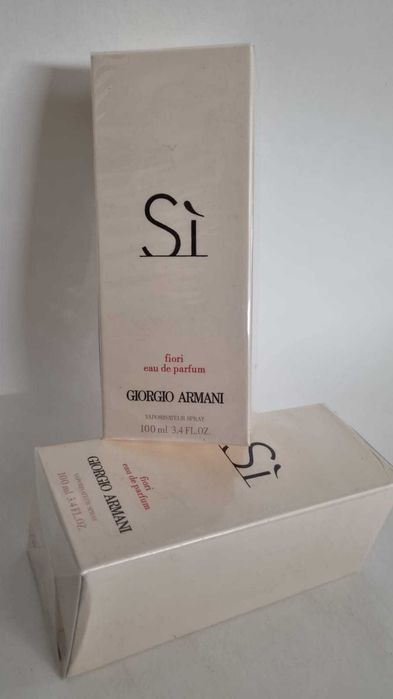 Sì
fiori
eau de parfum
GIORGIO ARMANI
VAPORISATEUR SPRAY
100 ml 3.4 FL.OZ.
Sì
fiori
eau de parfum
GIORGIO ARMANI
VAPORISATEUR SPRAY
100 ml 3.4 FL.OZ.